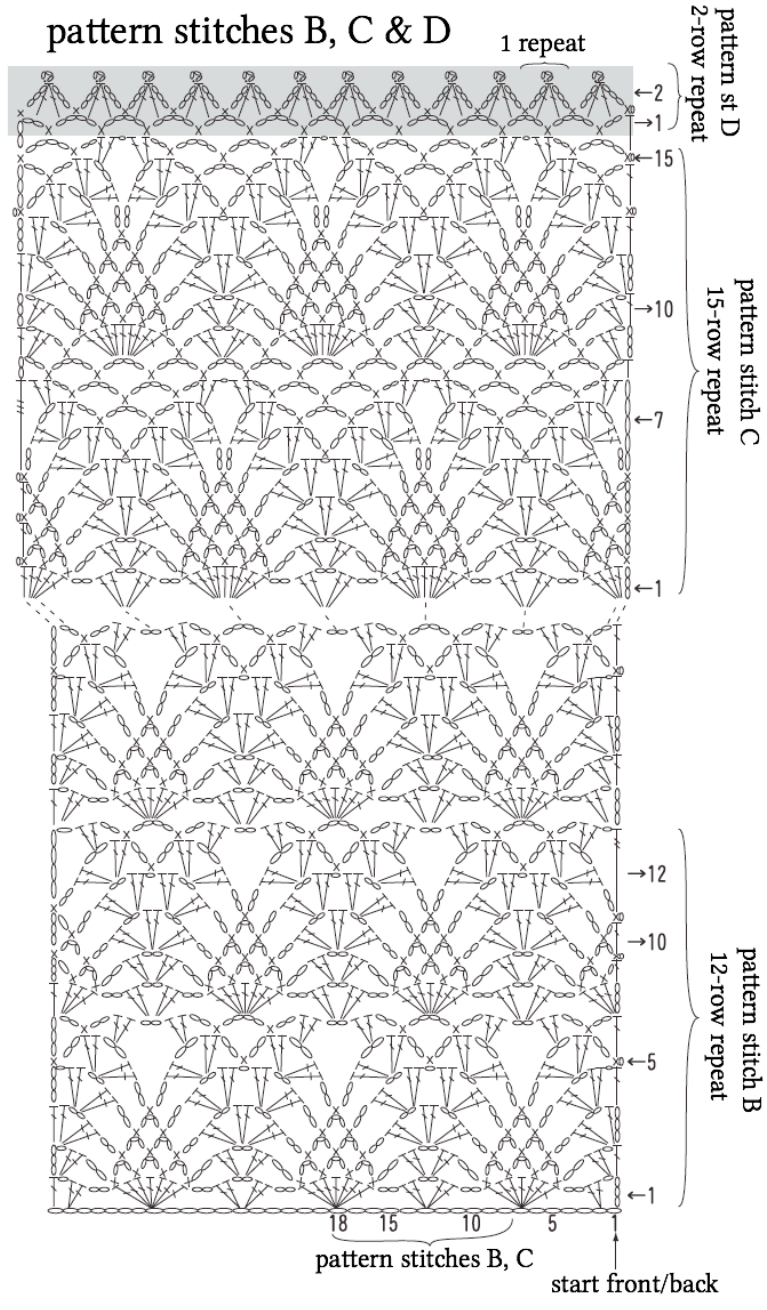 pattern stitches B, C & D
1 repeat
pattern st D
2-row repeat
←2
→1
←15
→10
←7
←1
pattern stitch C
15-row repeat
→12
→10
←5
←1
pattern stitch B
12-row repeat
18 15 10 5 1
pattern stitches B, C
start front/back